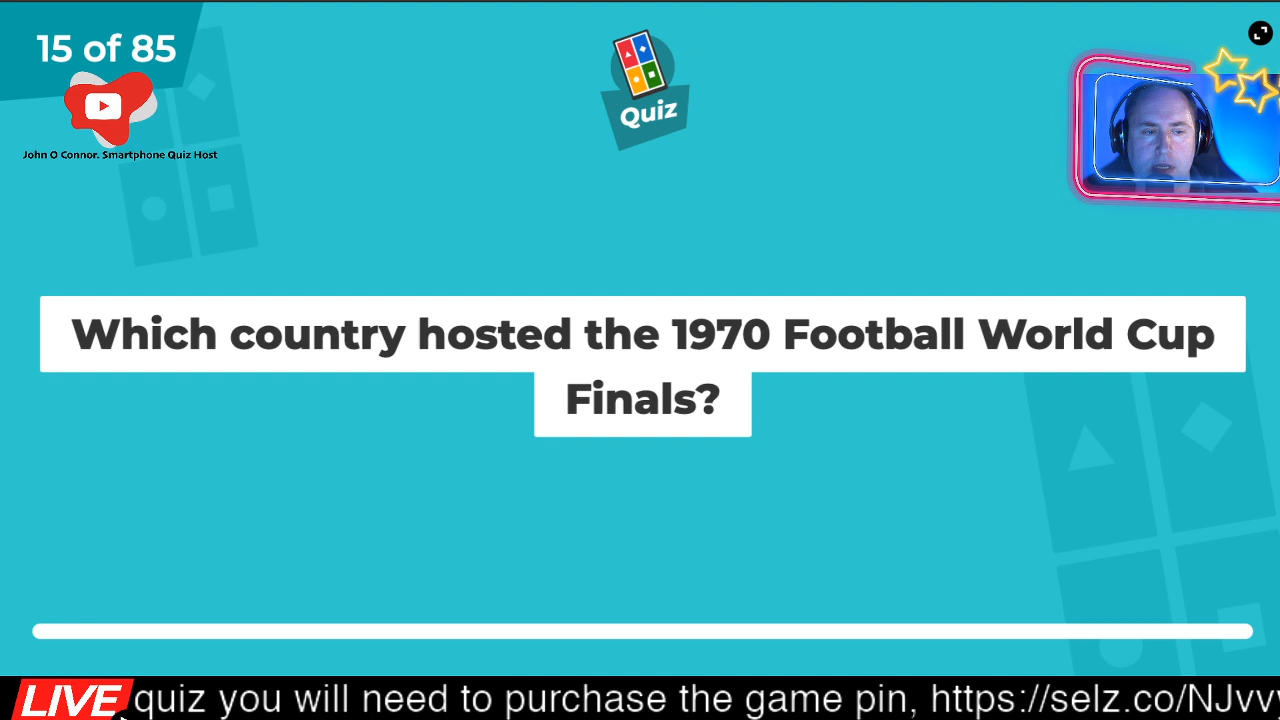 15 of 85
Quiz
John O Connor. Smartphone Quiz Host
Which country hosted the 1970 Football World Cup
Finals?
LIVE quiz you will need to purchase the game pin, https://selz.co/NJvv